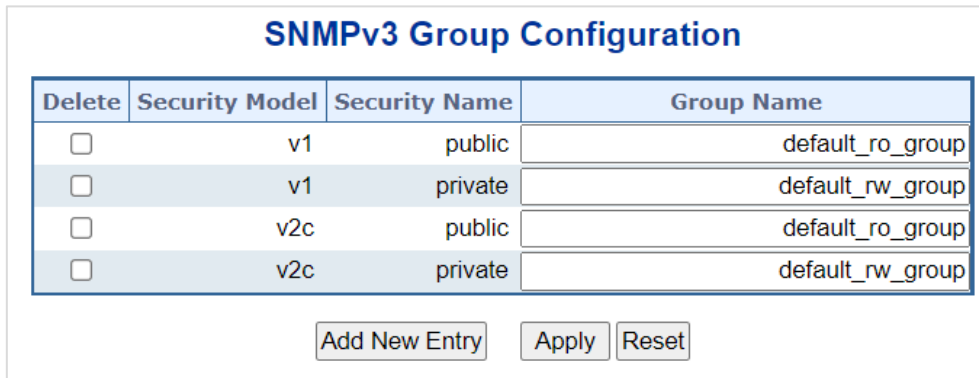 SNMPv3 Group Configuration
Delete Security Model Security Name Group Name
v1 public default_ro_group
v1 private default_rw_group
v2c public default_ro_group
v2c private default_rw_group
Add New Entry Apply Reset